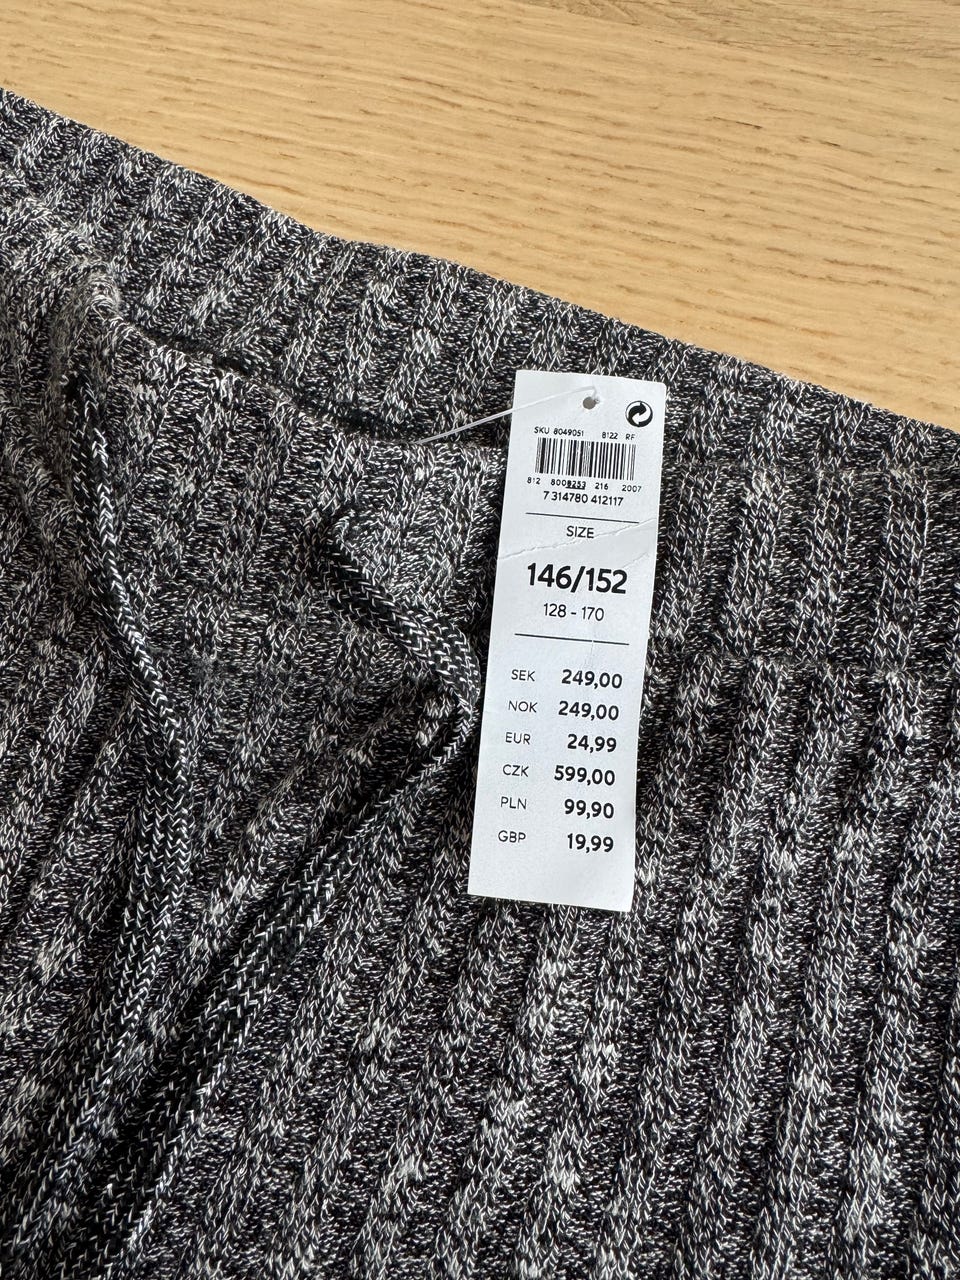 SKU 8049051 8122 RF
812 8008253 216 2007
7 314780 412117
SIZE
146/152
128 - 170
SEK 249,00
NOK 249,00
EUR 24,99
CZK 599,00
PLN 99,90
GBP 19,99